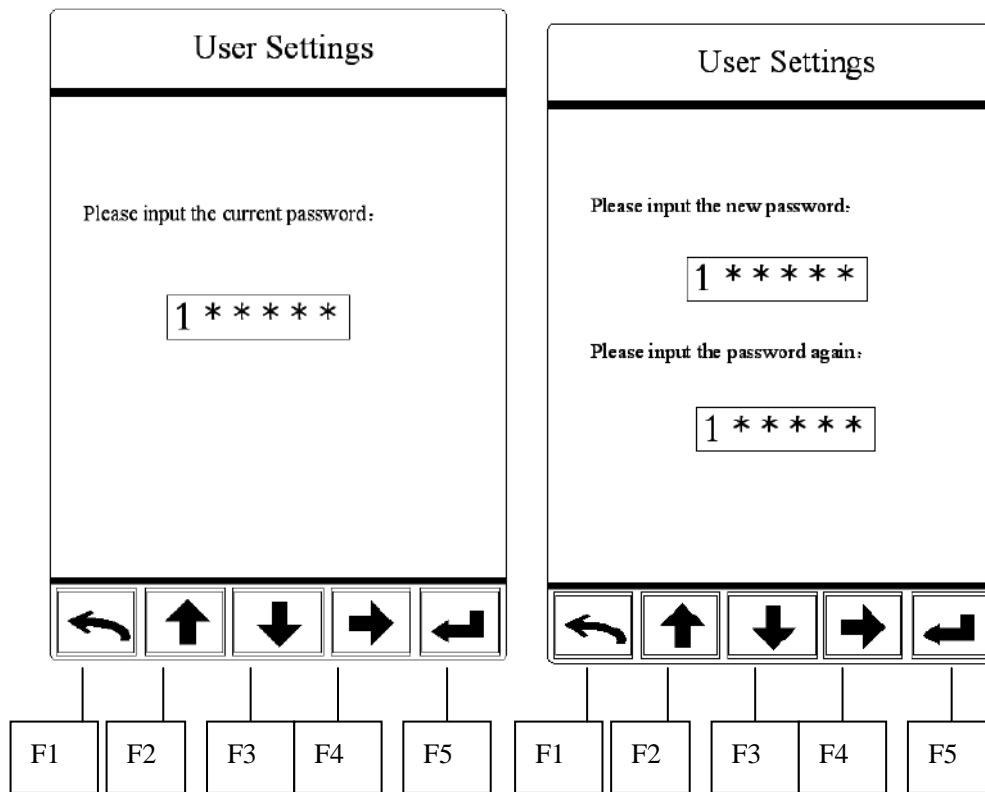 User Settings
Please input the current password:
1 * * * * *
F1 F2 F3 F4 F5
User Settings
Please input the new password:
1 * * * * *
Please input the password again:
1 * * * * *
F1 F2 F3 F4 F5